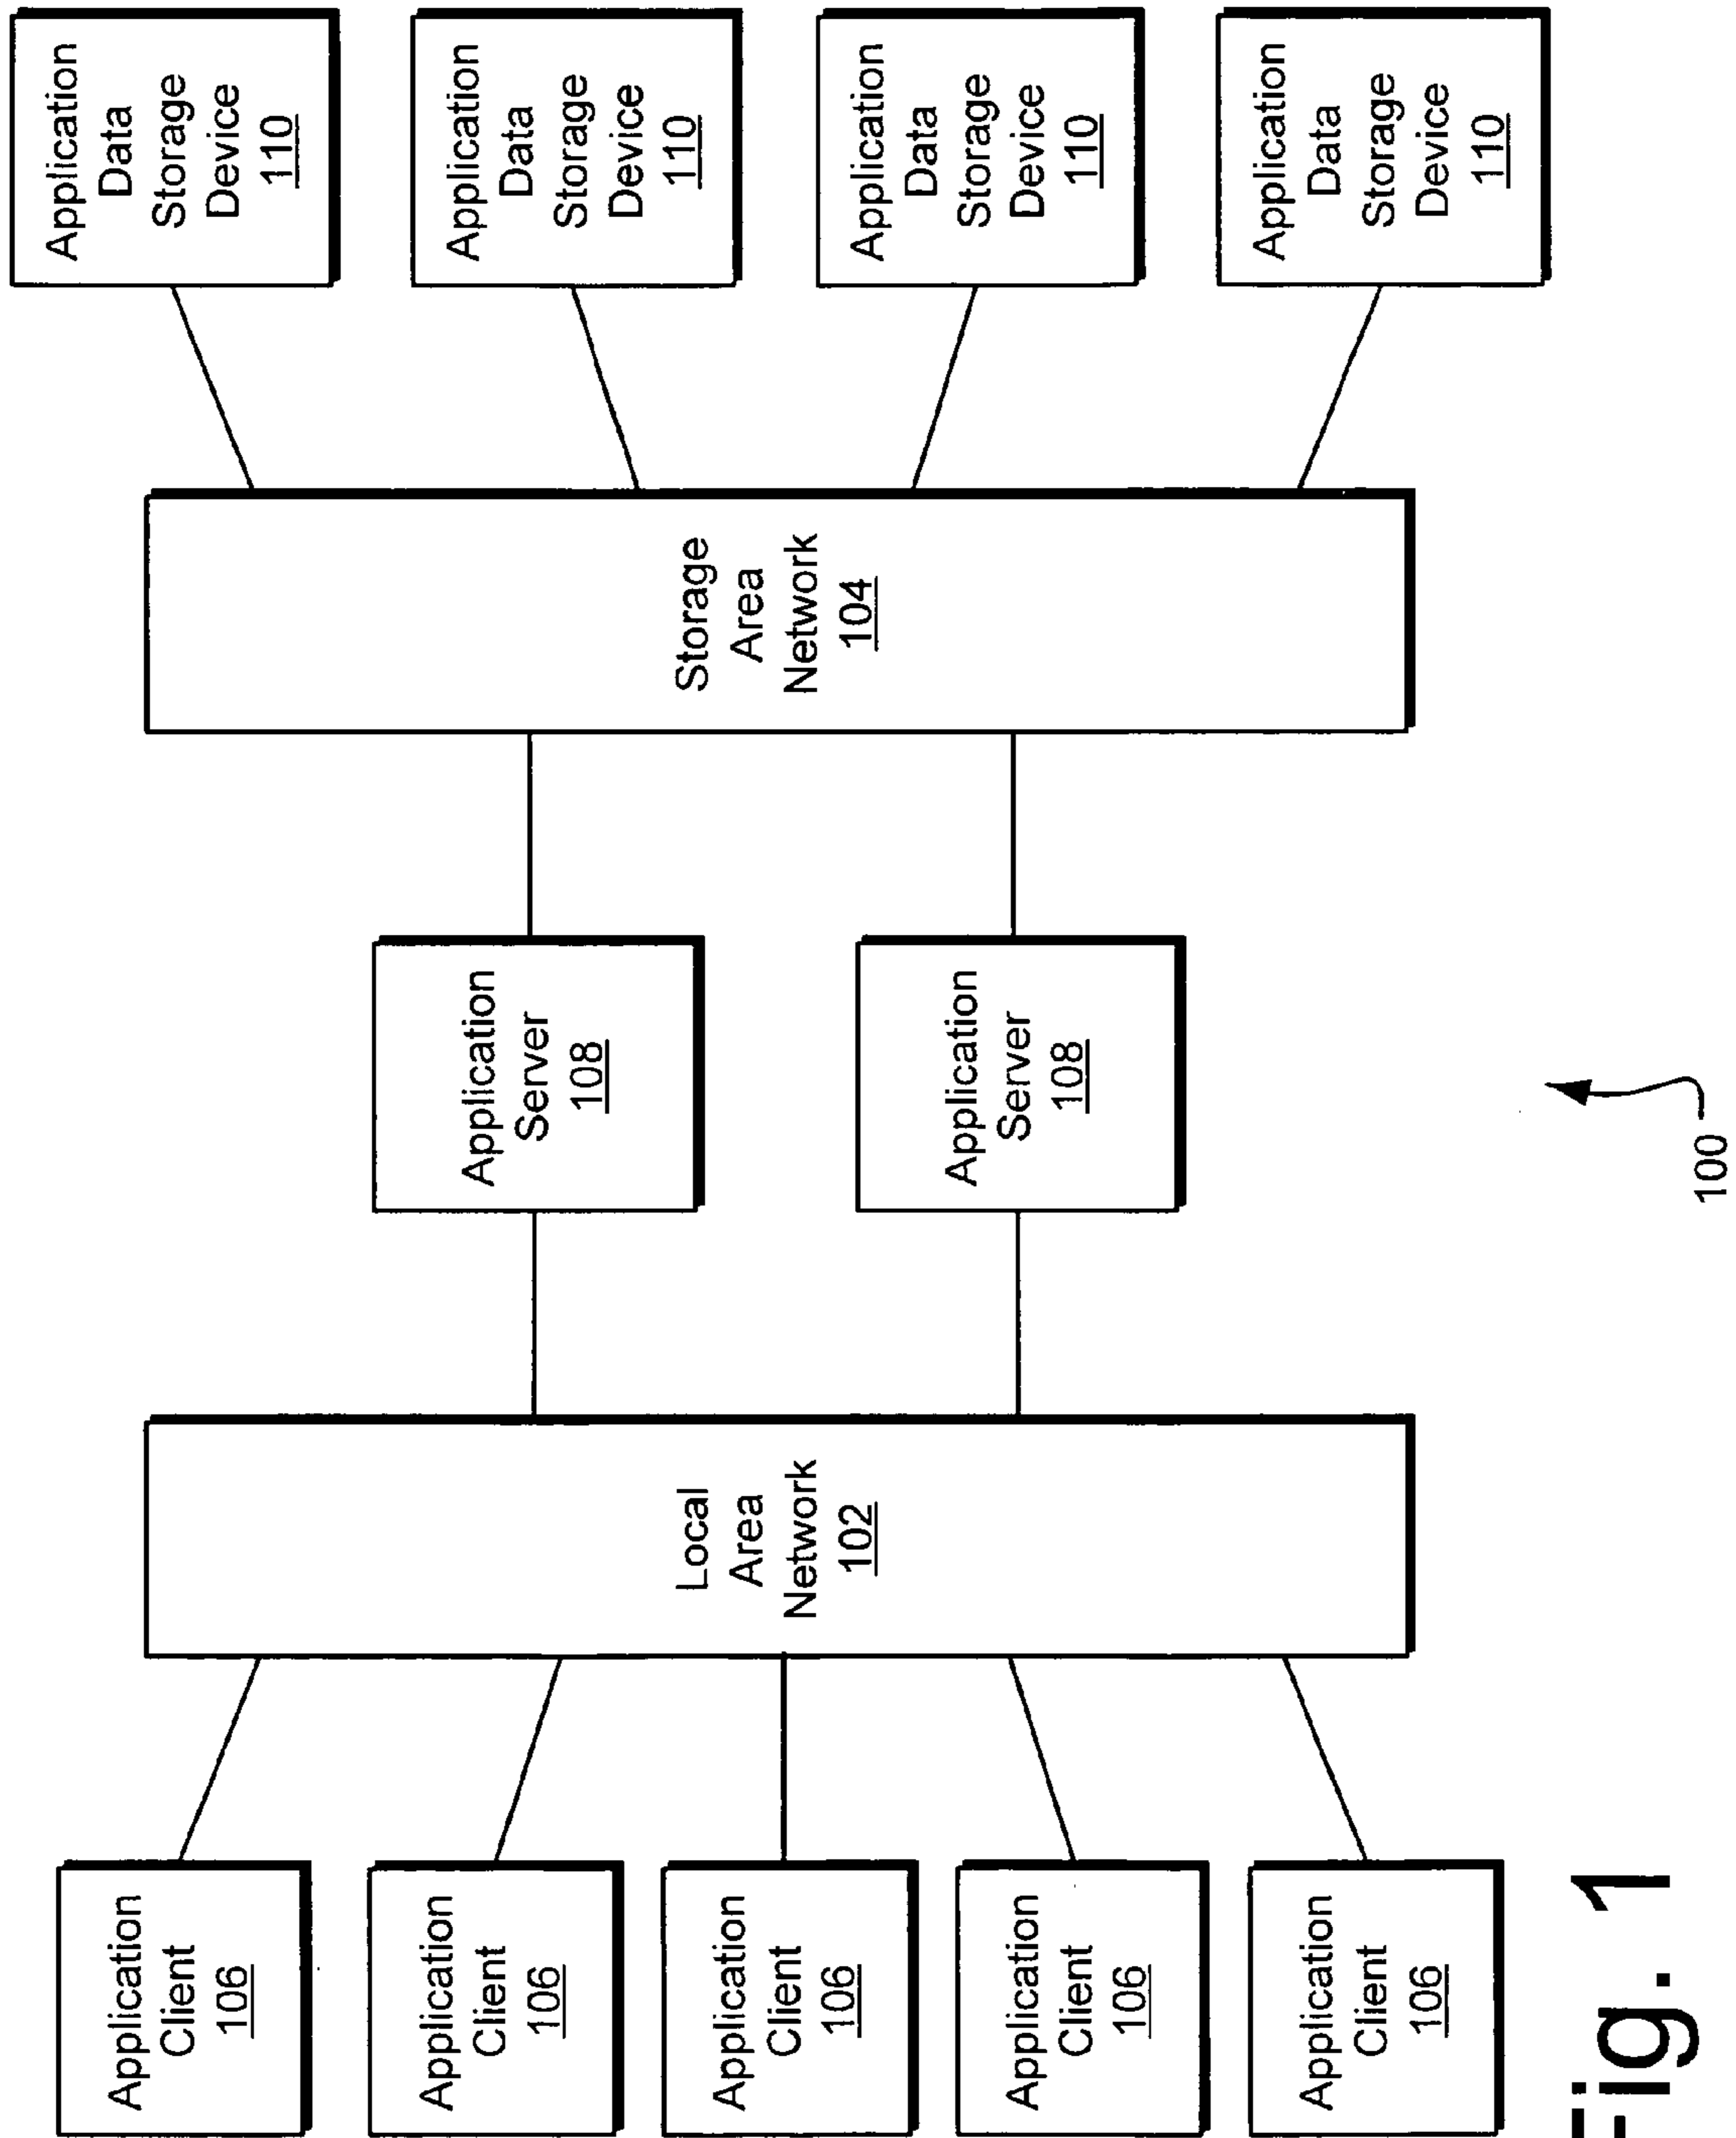 Application
Client
106
Application
Client
106
Application
Client
106
Application
Client
106
Application
Client
106
Local
Area
Network
102
Application
Server
108
Application
Server
108
Storage
Area
Network
104
Application
Data
Storage
Device
110
Application
Data
Storage
Device
110
Application
Data
Storage
Device
110
Application
Data
Storage
Device
110
100
Fig. 1